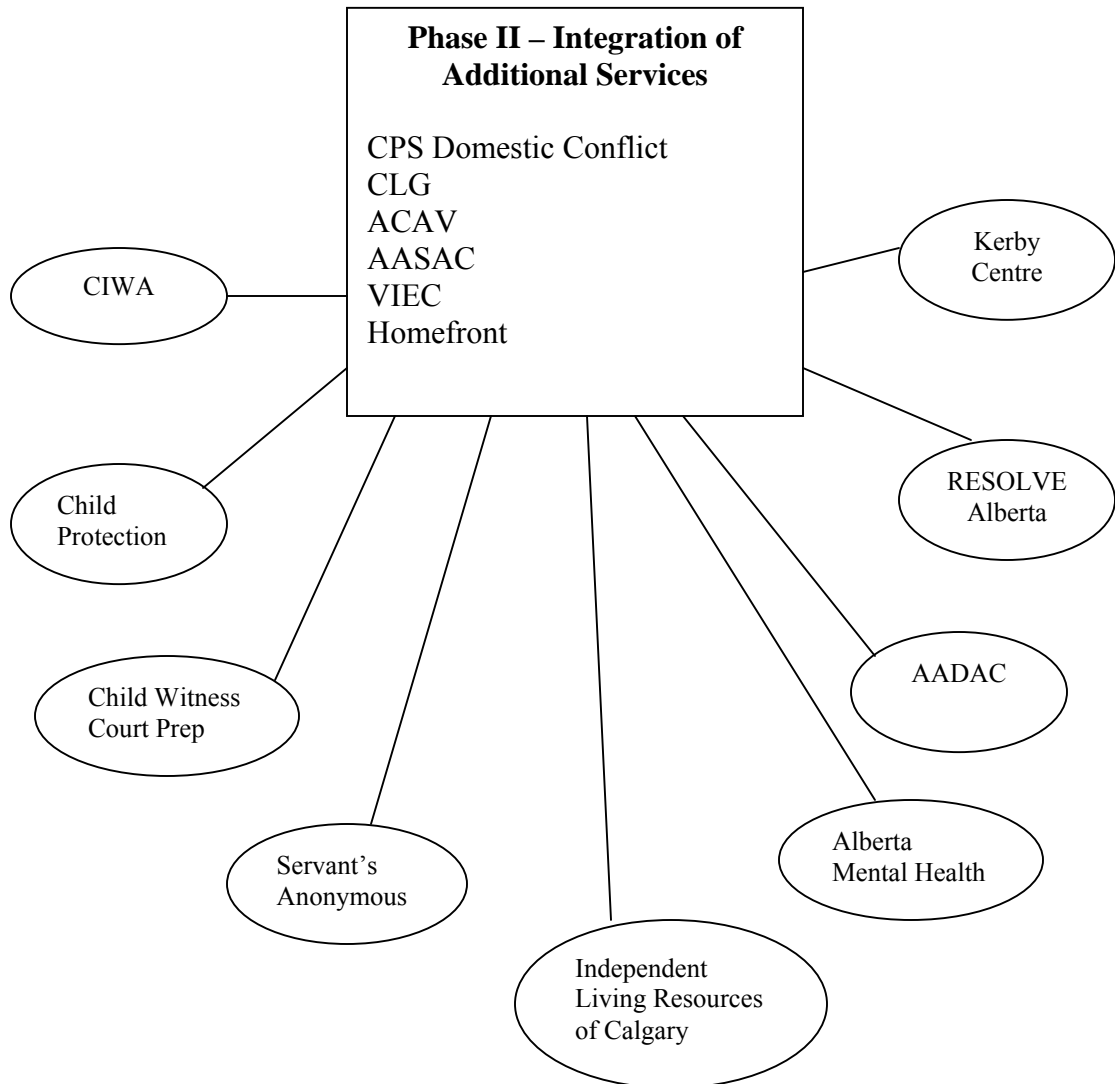 Phase II – Integration of
Additional Services
CPS Domestic Conflict
CLG
ACAV
AASAC
VIEC
Homefront
Kerby
Centre
CIWA
RESOLVE
Alberta
Child
Protection
AADAC
Child Witness
Court Prep
Alberta
Mental Health
Servant’s
Anonymous
Independent
Living Resources
of Calgary